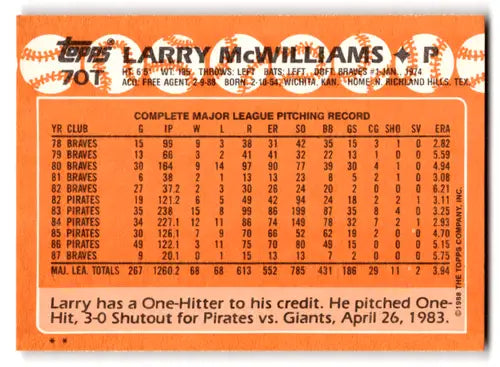 topps LARRY McWILLIAMS ✦ P
70T HT. 6'5" WT. 195 THROWS: LEFT BATS: LEFT DRFT. BRAVES #1-JAN., 1974
ACQ. FREE AGENT, 2-9-88 BORN: 2-10-54, WICHITA, KAN. HOME: N. RICHLAND HILLS, TEX.
COMPLETE MAJOR LEAGUE PITCHING RECORD
YR CLUB G IP W L R ER SO BB GS CG SHO SV ERA
78 BRAVES 15 99 9 3 38 31 42 35 15 3 1 0 2.82
79 BRAVES 13 66 3 2 41 41 32 22 13 1 0 0 5.59
80 BRAVES 30 164 9 14 97 90 77 39 30 4 1 0 4.94
81 BRAVES 6 38 2 1 13 13 23 8 5 2 1 0 3.08
82 BRAVES 27 37.2 2 3 30 26 24 20 2 0 0 0 6.21
82 PIRATES 19 121.2 6 5 49 42 94 24 18 2 2 1 3.11
83 PIRATES 35 238 15 8 99 86 199 87 35 8 4 0 3.25
84 PIRATES 34 227.1 12 11 86 74 149 78 32 7 2 1 2.93
85 PIRATES 30 126.1 7 9 70 66 52 62 19 2 0 0 4.70
86 PIRATES 49 122.1 3 11 75 70 80 49 15 0 0 0 5.15
87 BRAVES 9 20.1 0 1 15 13 13 7 2 0 0 0 5.75
MAJ. LEA. TOTALS 267 1260.2 68 68 613 552 785 431 186 29 11 2 3.94
Larry has a One-Hitter to his credit. He pitched One-
Hit, 3-0 Shutout for Pirates vs. Giants, April 26, 1983.
* *
©1988 THE TOPPS COMPANY, INC.